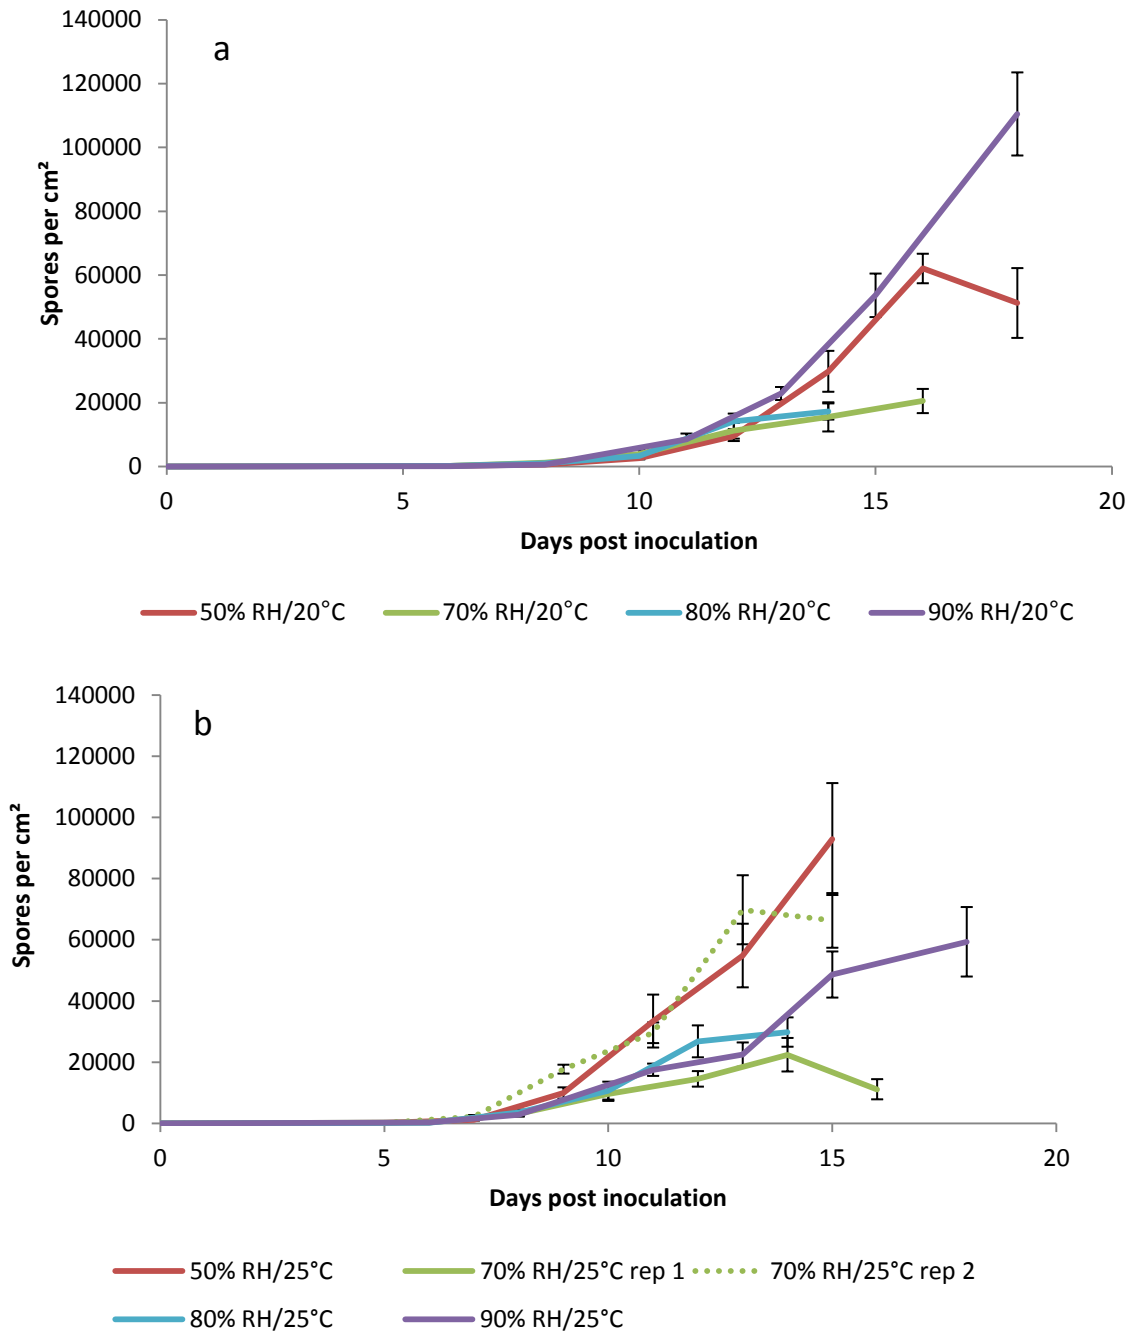 140000
a
120000
100000
80000
60000
40000
20000
0
Spores per cm²
0 5 10 15 20
Days post inoculation
50% RH/20°C 70% RH/20°C 80% RH/20°C 90% RH/20°C
140000
b
120000
100000
80000
60000
40000
20000
0
Spores per cm²
0 5 10 15 20
Days post inoculation
50% RH/25°C 70% RH/25°C rep 1 70% RH/25°C rep 2
80% RH/25°C 90% RH/25°C